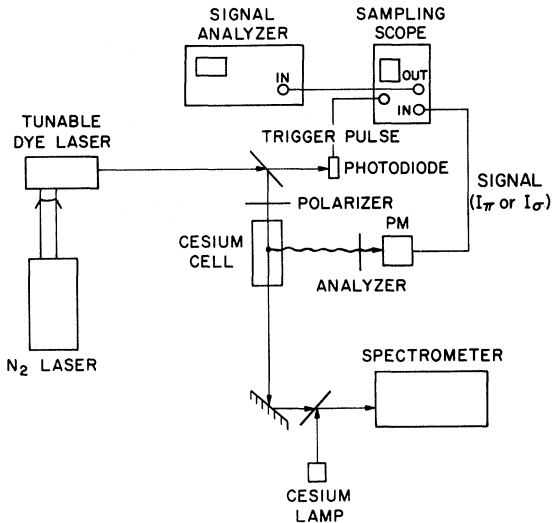 SIGNAL
ANALYZER
SAMPLING
SCOPE
IN
OUT
IN
TRIGGER PULSE
TUNABLE
DYE LASER
PHOTODIODE
SIGNAL
(Iπ or Iσ)
POLARIZER
PM
CESIUM
CELL
ANALYZER
N2 LASER
SPECTROMETER
CESIUM
LAMP